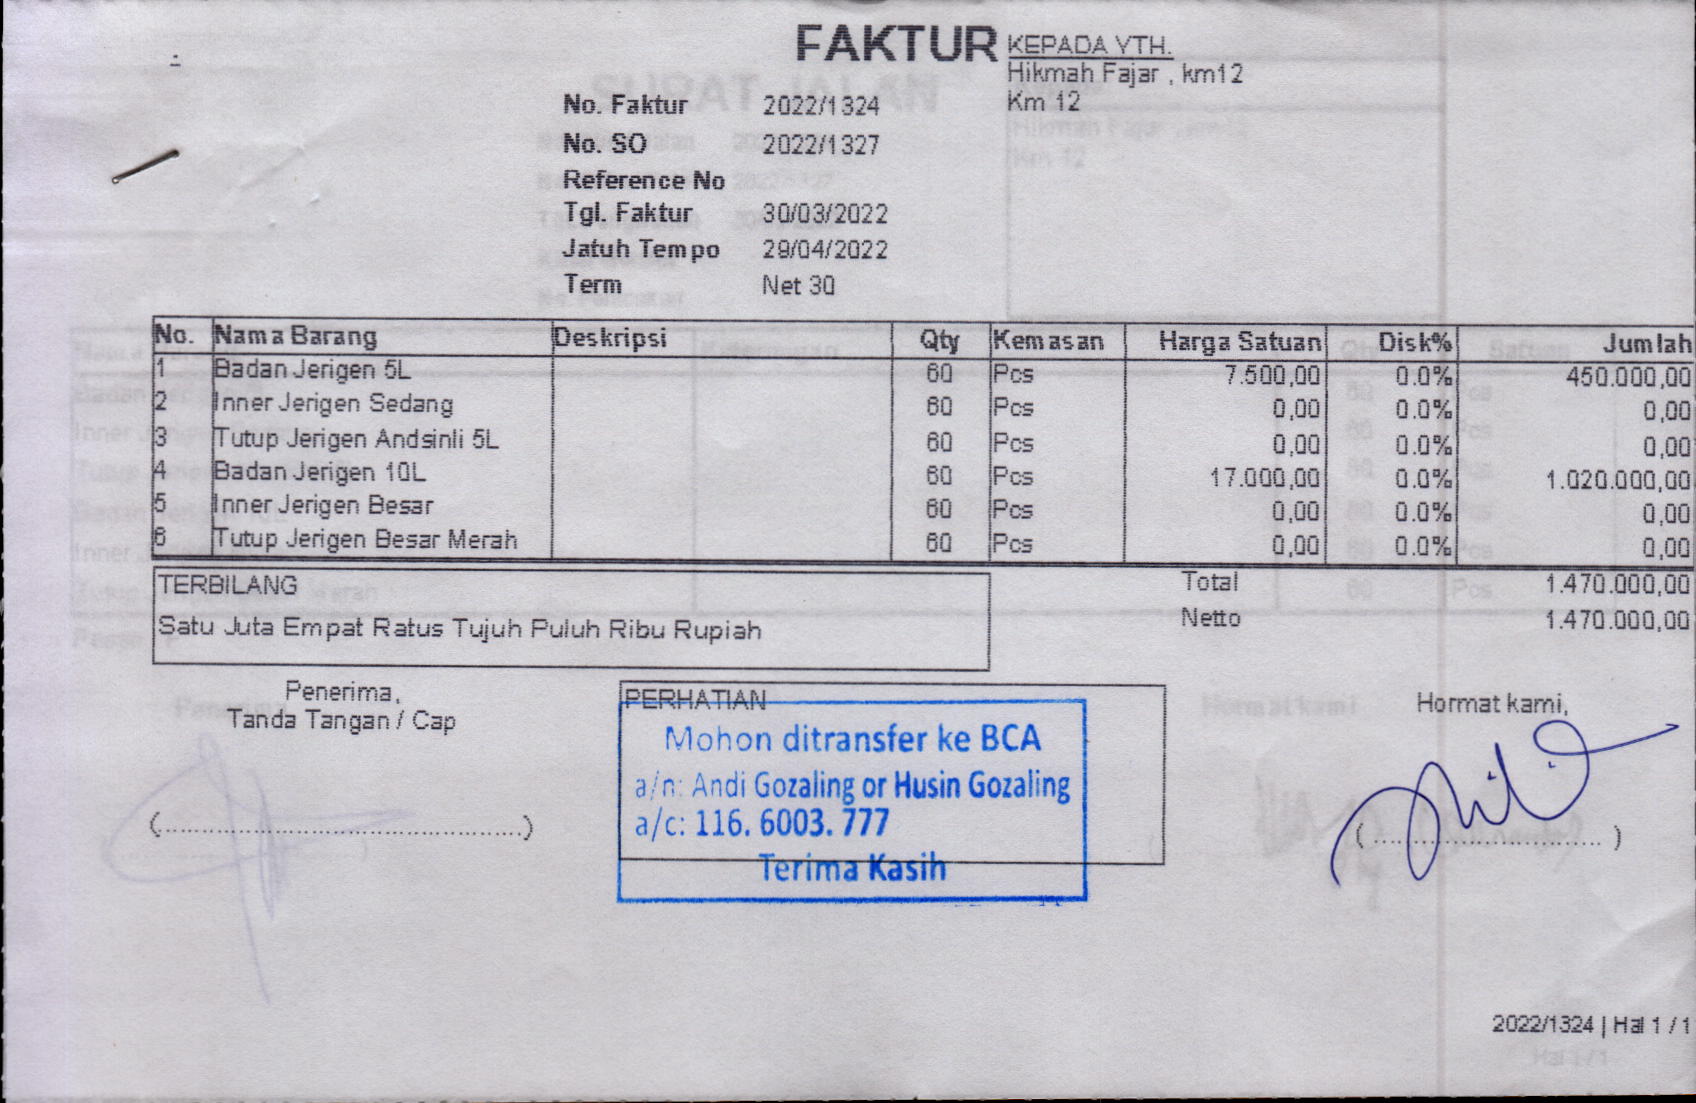 FAKTUR
KEPADA YTH.
Hikmah Fajar , km12
Km 12
No. Faktur 2022/1324
No. SO 2022/1327
Reference No
Tgl. Faktur 30/03/2022
Jatuh Tempo 29/04/2022
Term Net 30
No. Nama Barang Deskripsi Qty Kemasan Harga Satuan Disk% Jumlah
1 Badan Jerigen 5L 60 Pcs 7.500,00 0.0% 450.000,00
2 Inner Jerigen Sedang 60 Pcs 0,00 0.0% 0,00
3 Tutup Jerigen Andsinli 5L 60 Pcs 0,00 0.0% 0,00
4 Badan Jerigen 10L 60 Pcs 17.000,00 0.0% 1.020.000,00
5 Inner Jerigen Besar 60 Pcs 0,00 0.0% 0,00
6 Tutup Jerigen Besar Merah 60 Pcs 0,00 0.0% 0,00
TERBILANG
Satu Juta Empat Ratus Tujuh Puluh Ribu Rupiah
Total 1.470.000,00
Netto 1.470.000,00
Penerima,
Tanda Tangan / Cap
(................................................)
PERHATIAN
Mohon ditransfer ke BCA
a/n: Andi Gozaling or Husin Gozaling
a/c: 116. 6003. 777
Terima Kasih
Hormat kami,
(..............................)
2022/1324 | Hal 1 / 1